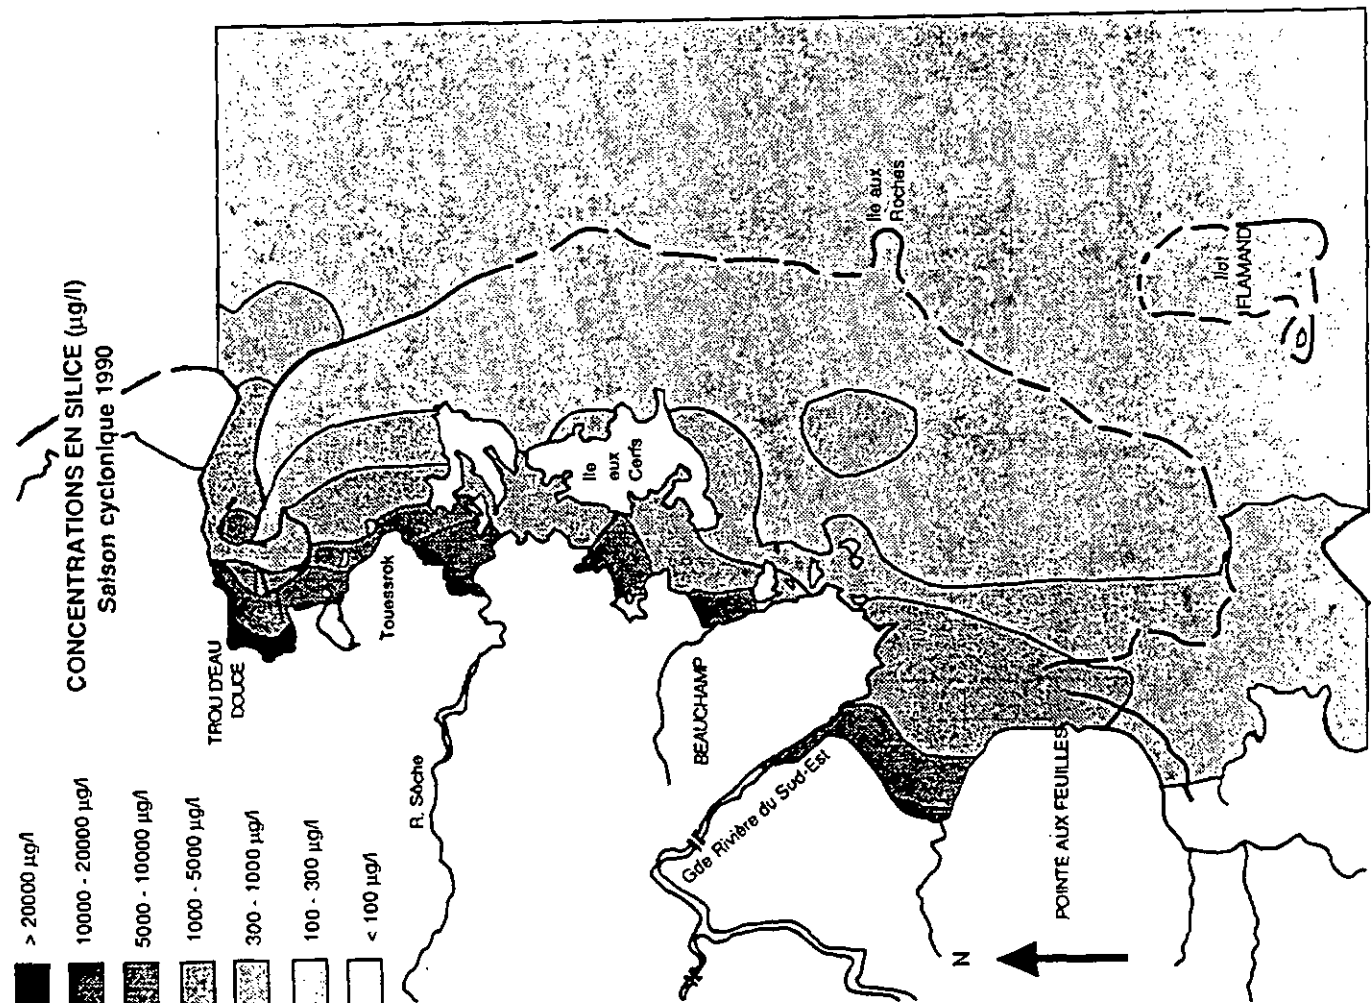 CONCENTRATIONS EN SILICE (µg/l)
Saison cyclonique 1990
> 20000 µg/l
10000 - 20000 µg/l
5000 - 10000 µg/l
1000 - 5000 µg/l
300 - 1000 µg/l
100 - 300 µg/l
< 100 µg/l
TROU D'EAU
DOUCE
Touessrok
R. Sèche
Ile
aux
Cerfs
BEAUCHAMP
Ile aux
Roches
Gde Rivière du Sud-Est
POINTE AUX FEUILLES
Ilot
FLAMAND
N